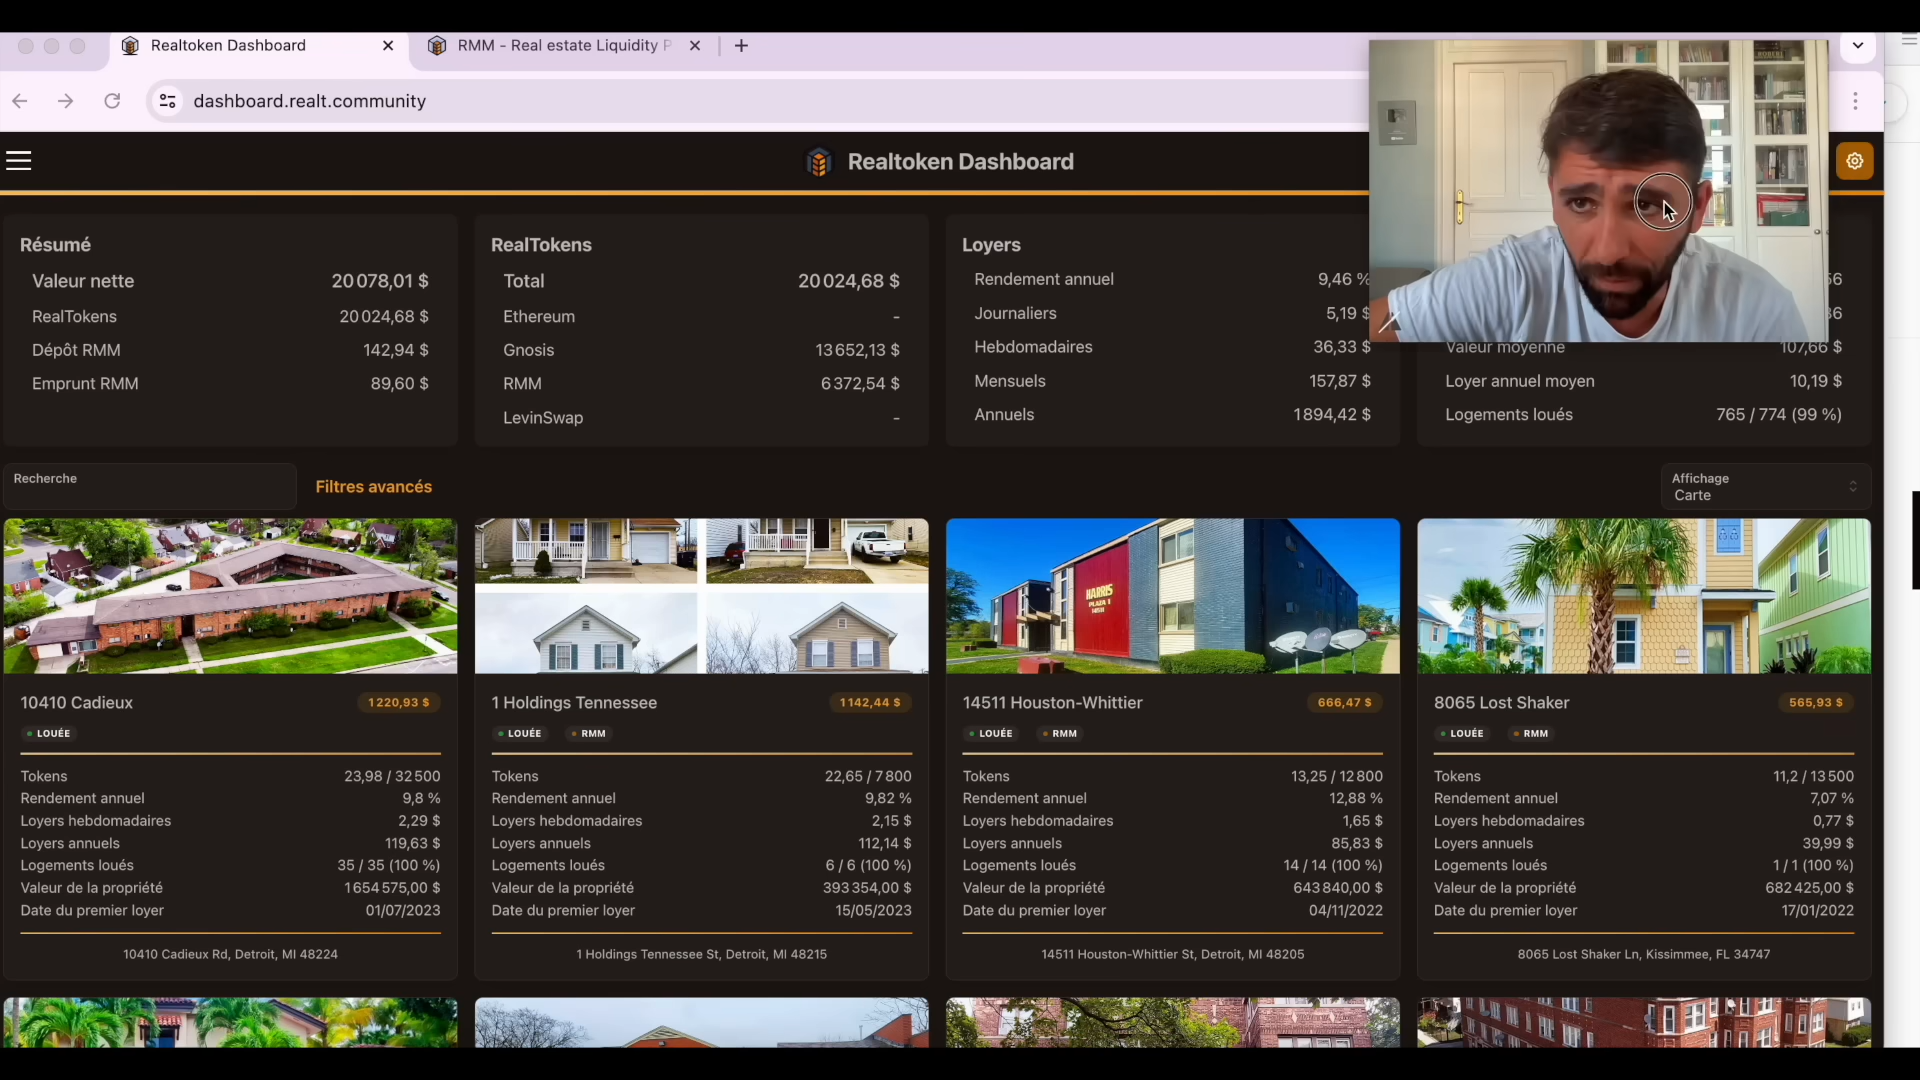 Realtoken Dashboard
RMM - Real estate Liquidity P
dashboard.realt.community
Realtoken Dashboard
Résumé
Valeur nette 20 078,01 $
RealTokens 20 024,68 $
Dépôt RMM 142,94 $
Emprunt RMM 89,60 $
RealTokens
Total 20 024,68 $
Ethereum -
Gnosis 13 652,13 $
RMM 6 372,54 $
LevinSwap -
Loyers
Rendement annuel 9,46 %
Journaliers 5,19 $
Hebdomadaires 36,33 $
Mensuels 157,87 $
Annuels 1 894,42 $
Valeur moyenne 107,66 $
Loyer annuel moyen 10,19 $
Logements loués 765 / 774 (99 %)
Recherche
Filtres avancés
Affichage
Carte
HARRIS
PLAZA 1
10410 Cadieux 1 220,93 $
LOUÉE
Tokens 23,98 / 32 500
Rendement annuel 9,8 %
Loyers hebdomadaires 2,29 $
Loyers annuels 119,63 $
Logements loués 35 / 35 (100 %)
Valeur de la propriété 1 654 575,00 $
Date du premier loyer 01/07/2023
10410 Cadieux Rd, Detroit, MI 48224
1 Holdings Tennessee 1 142,44 $
LOUÉE RMM
Tokens 22,65 / 7 800
Rendement annuel 9,82 %
Loyers hebdomadaires 2,15 $
Loyers annuels 112,14 $
Logements loués 6 / 6 (100 %)
Valeur de la propriété 393 354,00 $
Date du premier loyer 15/05/2023
1 Holdings Tennessee St, Detroit, MI 48215
14511 Houston-Whittier 666,47 $
LOUÉE RMM
Tokens 13,25 / 12 800
Rendement annuel 12,88 %
Loyers hebdomadaires 1,65 $
Loyers annuels 85,83 $
Logements loués 14 / 14 (100 %)
Valeur de la propriété 643 840,00 $
Date du premier loyer 04/11/2022
14511 Houston-Whittier St, Detroit, MI 48205
8065 Lost Shaker 565,93 $
LOUÉE RMM
Tokens 11,2 / 13 500
Rendement annuel 7,07 %
Loyers hebdomadaires 0,77 $
Loyers annuels 39,99 $
Logements loués 1 / 1 (100 %)
Valeur de la propriété 682 425,00 $
Date du premier loyer 17/01/2022
8065 Lost Shaker Ln, Kissimmee, FL 34747